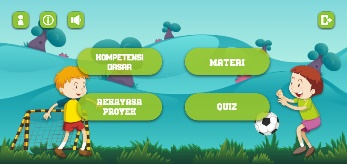 KOMPETENSI
DASAR
MATERI
REKAYASA
PROYEK
QUIZ